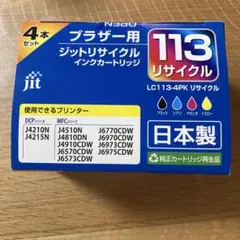 OPEN
4本
セット
ブラザー用
ジットリサイクル
インクカートリッジ
jit
113
リサイクル
LC113-4PK リサイクル
ブラック シアン マゼンタ イエロー
使用できるプリンター
DCPシリーズ
J4210N
J4215N
MFCシリーズ
J4510N J6770CDW
J4810DN J6970CDW
J4910CDW J6973CDW
J6570CDW J6975CDW
J6573CDW
日本製
純正カートリッジ再生品